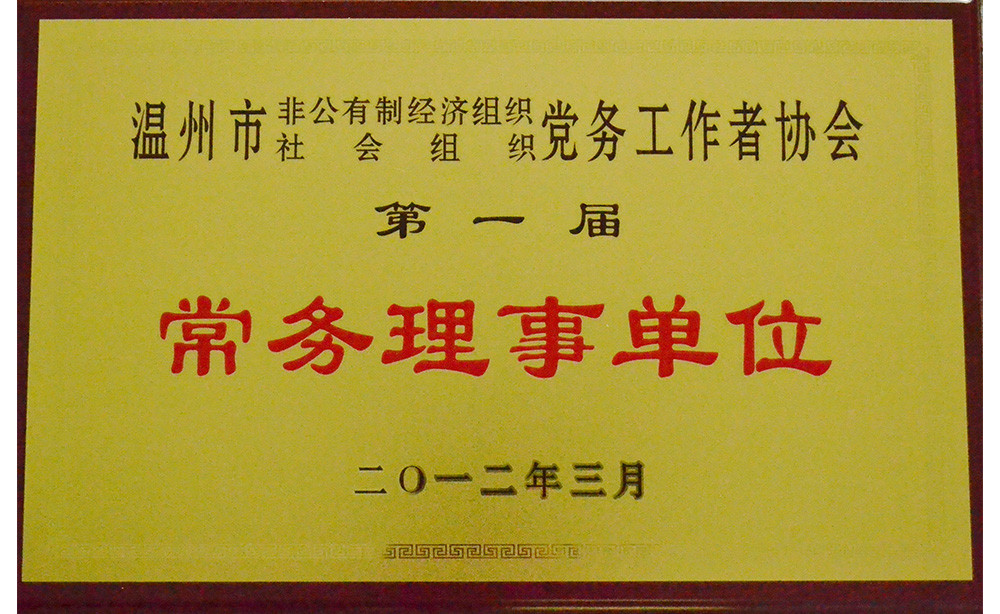 温州市非公有制经济组织社会组织党务工作者协会
第一届
常务理事单位
二〇一二年三月